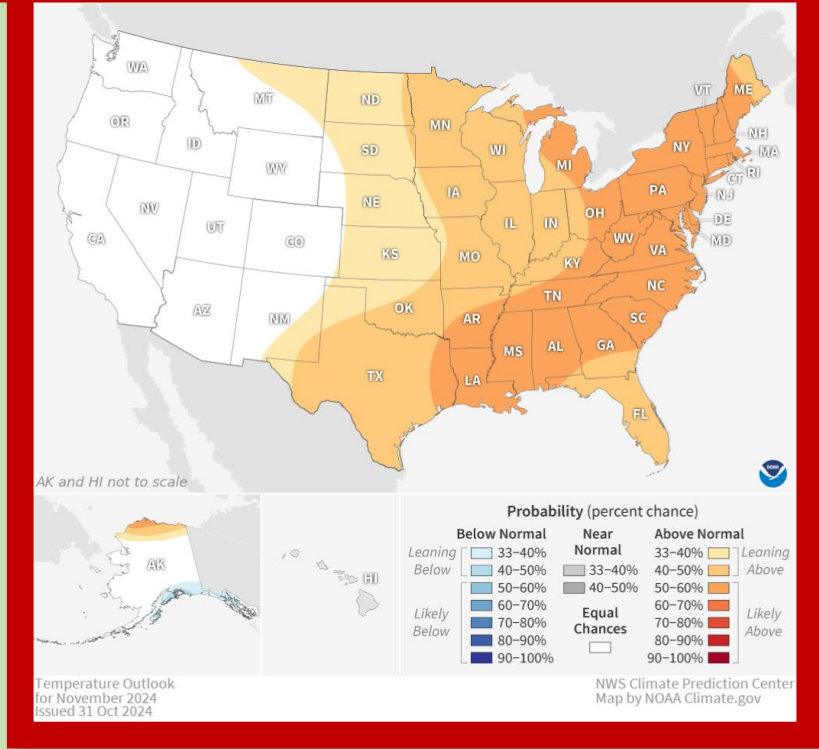 WA
MT
ND
MN
VT
ME
OR
ID
SD
WI
NY
NH
MA
WY
MI
NV
NE
IA
PA
CT
RI
NJ
UT
IL
IN
OH
DE
CA
CO
KS
MO
WV
VA
MD
KY
AZ
NM
OK
TN
NC
AR
SC
TX
MS
AL
GA
LA
FL
AK and HI not to scale
NOAA
AK
HI
Probability (percent chance)
Below Normal
Leaning Below
33–40%
40–50%
50–60%
Likely Below
60–70%
70–80%
80–90%
90–100%
Near Normal
33–40%
40–50%
Equal Chances
Above Normal
33–40%
40–50%
Leaning Above
50–60%
60–70%
70–80%
80–90%
90–100%
Likely Above
Temperature Outlook
for November 2024
Issued 31 Oct 2024
NWS Climate Prediction Center
Map by NOAA Climate.gov